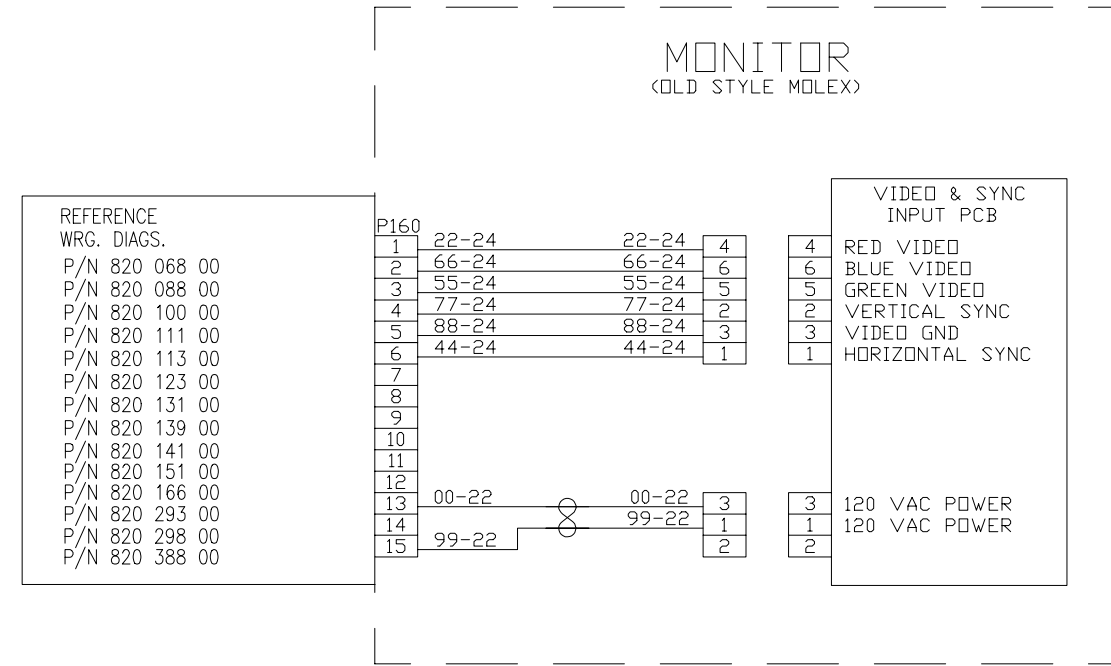 MONITOR
(OLD STYLE MOLEX)
REFERENCE
WRG. DIAGS.
P/N 820 068 00
P/N 820 088 00
P/N 820 100 00
P/N 820 111 00
P/N 820 113 00
P/N 820 123 00
P/N 820 131 00
P/N 820 139 00
P/N 820 141 00
P/N 820 151 00
P/N 820 166 00
P/N 820 293 00
P/N 820 298 00
P/N 820 388 00
P160
1 22-24 22-24 4
2 66-24 66-24 6
3 55-24 55-24 5
4 77-24 77-24 2
5 88-24 88-24 3
6 44-24 44-24 1
7
8
9
10
11
12
13 00-22 00-22 3
14 99-22 1
15 99-22 2
VIDEO & SYNC
INPUT PCB
4 RED VIDEO
6 BLUE VIDEO
5 GREEN VIDEO
2 VERTICAL SYNC
3 VIDEO GND
1 HORIZONTAL SYNC
3 120 VAC POWER
1 120 VAC POWER
2